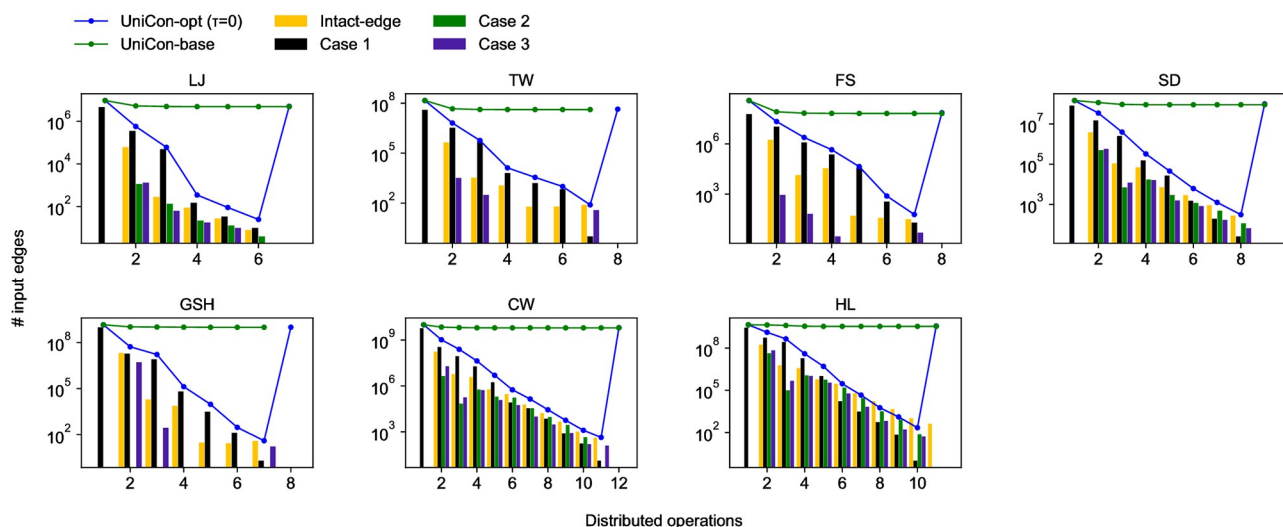 UniCon-opt (τ=0) Intact-edge Case 2
UniCon-base Case 1 Case 3
LJ TW FS SD
10^6 10^4 10^2
2 4 6
10^8 10^5 10^2
2 4 6 8
10^6 10^3
2 4 6 8
10^7 10^5 10^3
2 4 6 8
# input edges
GSH CW HL
10^8 10^5 10^2
2 4 6 8
10^9 10^6 10^3
2 4 6 8 10 12
10^8 10^5 10^2
2 4 6 8 10
Distributed operations